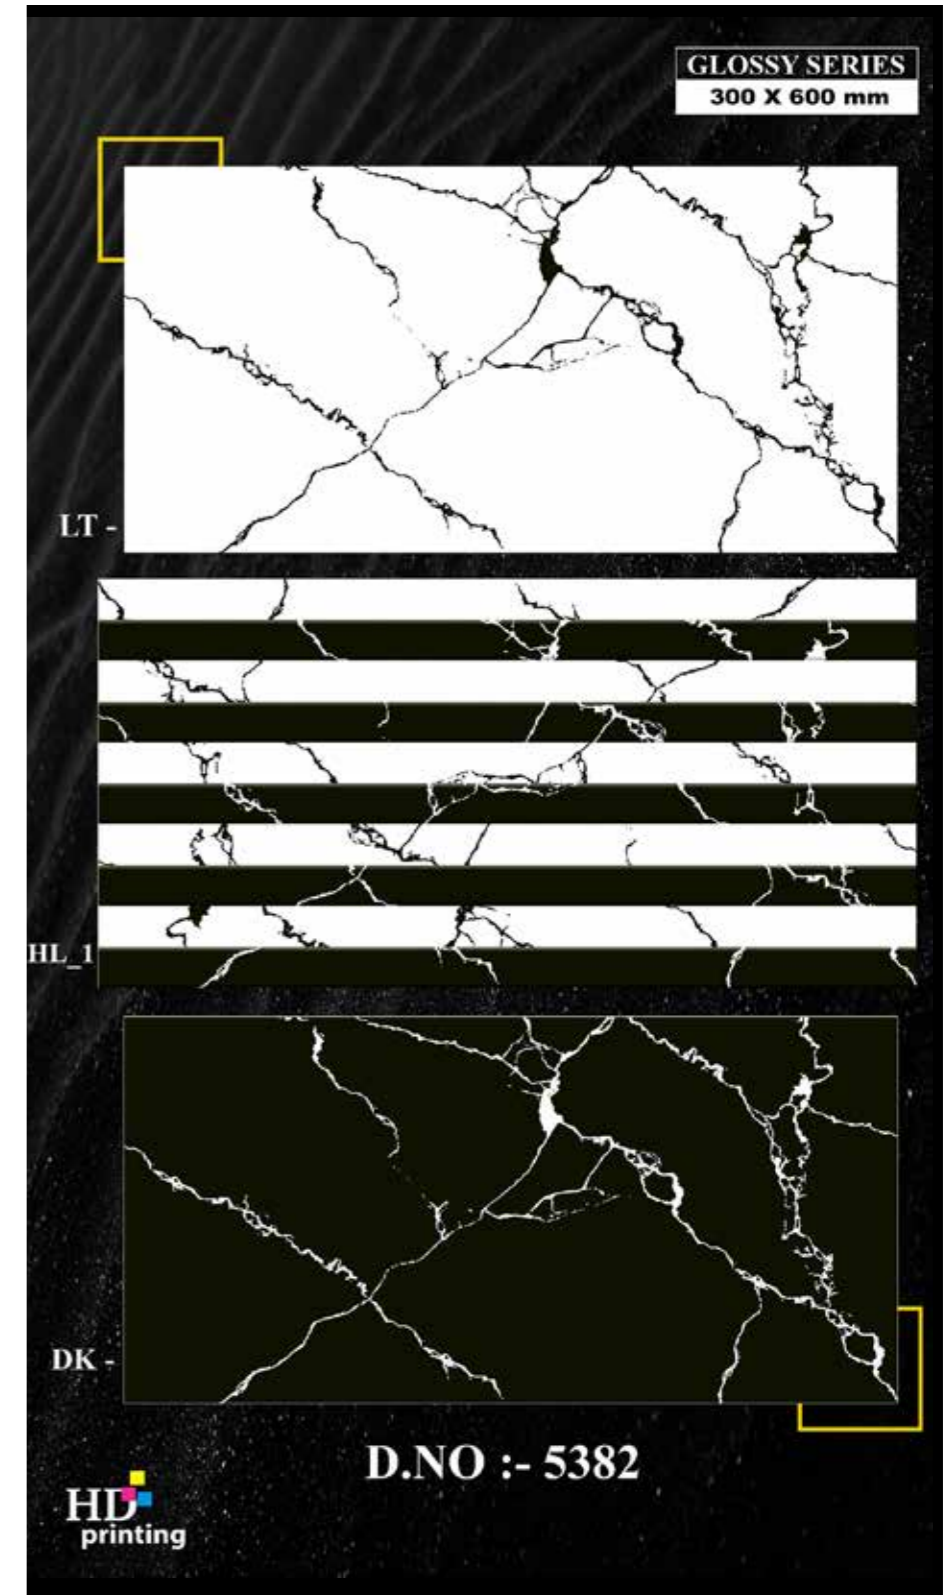 GLOSSY SERIES
300 X 600 mm
LT -
HL_1
DK -
D.NO :- 5382
HD
printing